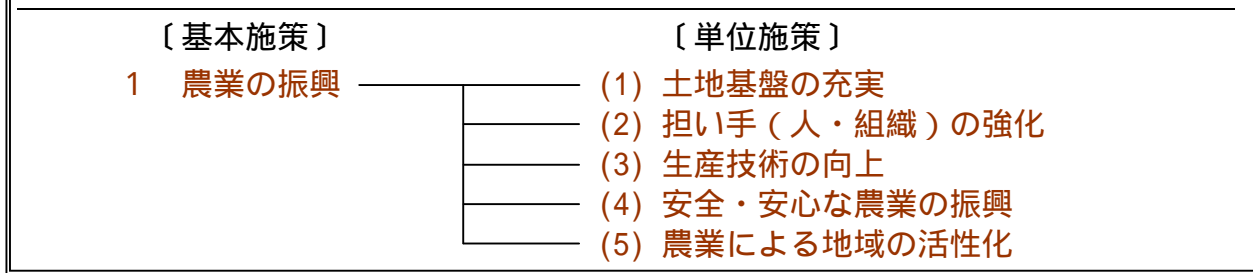 〔基本施策〕 〔単位施策〕
1 農業の振興 (1) 土地基盤の充実
(2) 担い手(人・組織)の強化
(3) 生産技術の向上
(4) 安全・安心な農業の振興
(5) 農業による地域の活性化